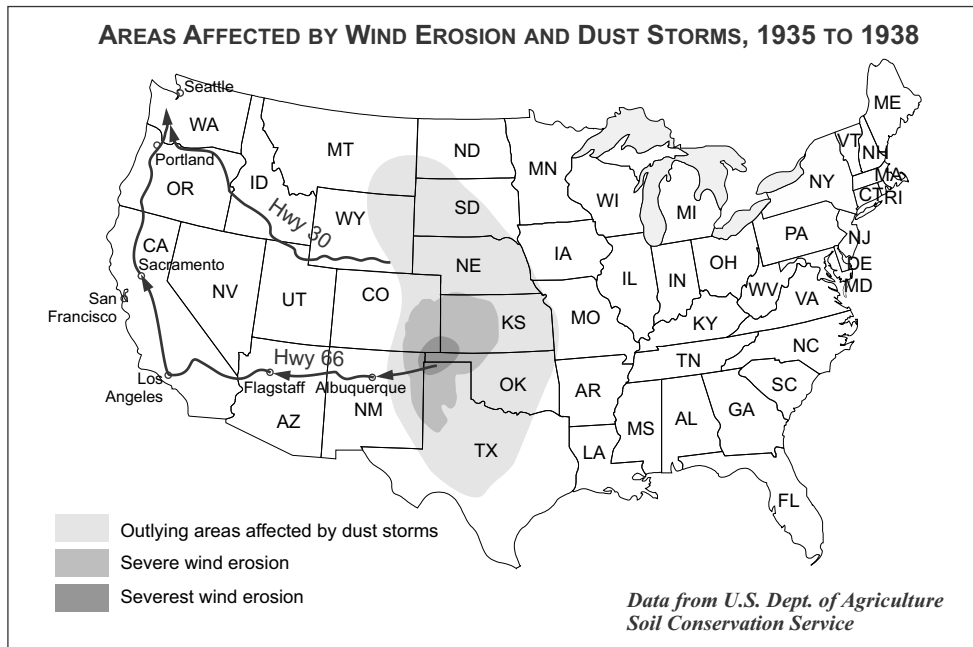 AREAS AFFECTED BY WIND EROSION AND DUST STORMS, 1935 TO 1938
Seattle
WA
Portland
OR
ID
MT
ND
MN
SD
WY
Hwy 30
NE
IA
WI
MI
NY
VT
NH
ME
MA
CT
RI
PA
NJ
DE
MD
CA
Sacramento
San
Francisco
NV
UT
CO
KS
MO
IL
IN
OH
WV
VA
KY
NC
TN
SC
Los
Angeles
Hwy 66
Flagstaff
Albuquerque
AZ
NM
OK
AR
TX
LA
MS
AL
GA
FL
Outlying areas affected by dust storms
Severe wind erosion
Severest wind erosion
Data from U.S. Dept. of Agriculture
Soil Conservation Service